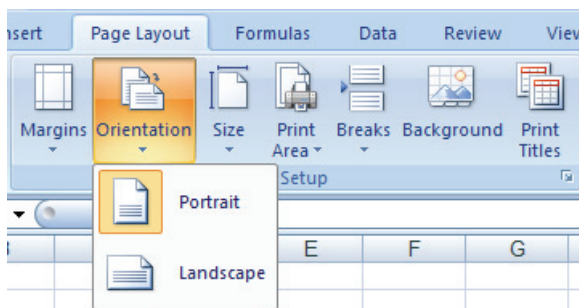 nsert Page Layout Formulas Data Review View
Margins Orientation Size Print Area Breaks Background Print Titles
Setup
Portrait
E F G
Landscape